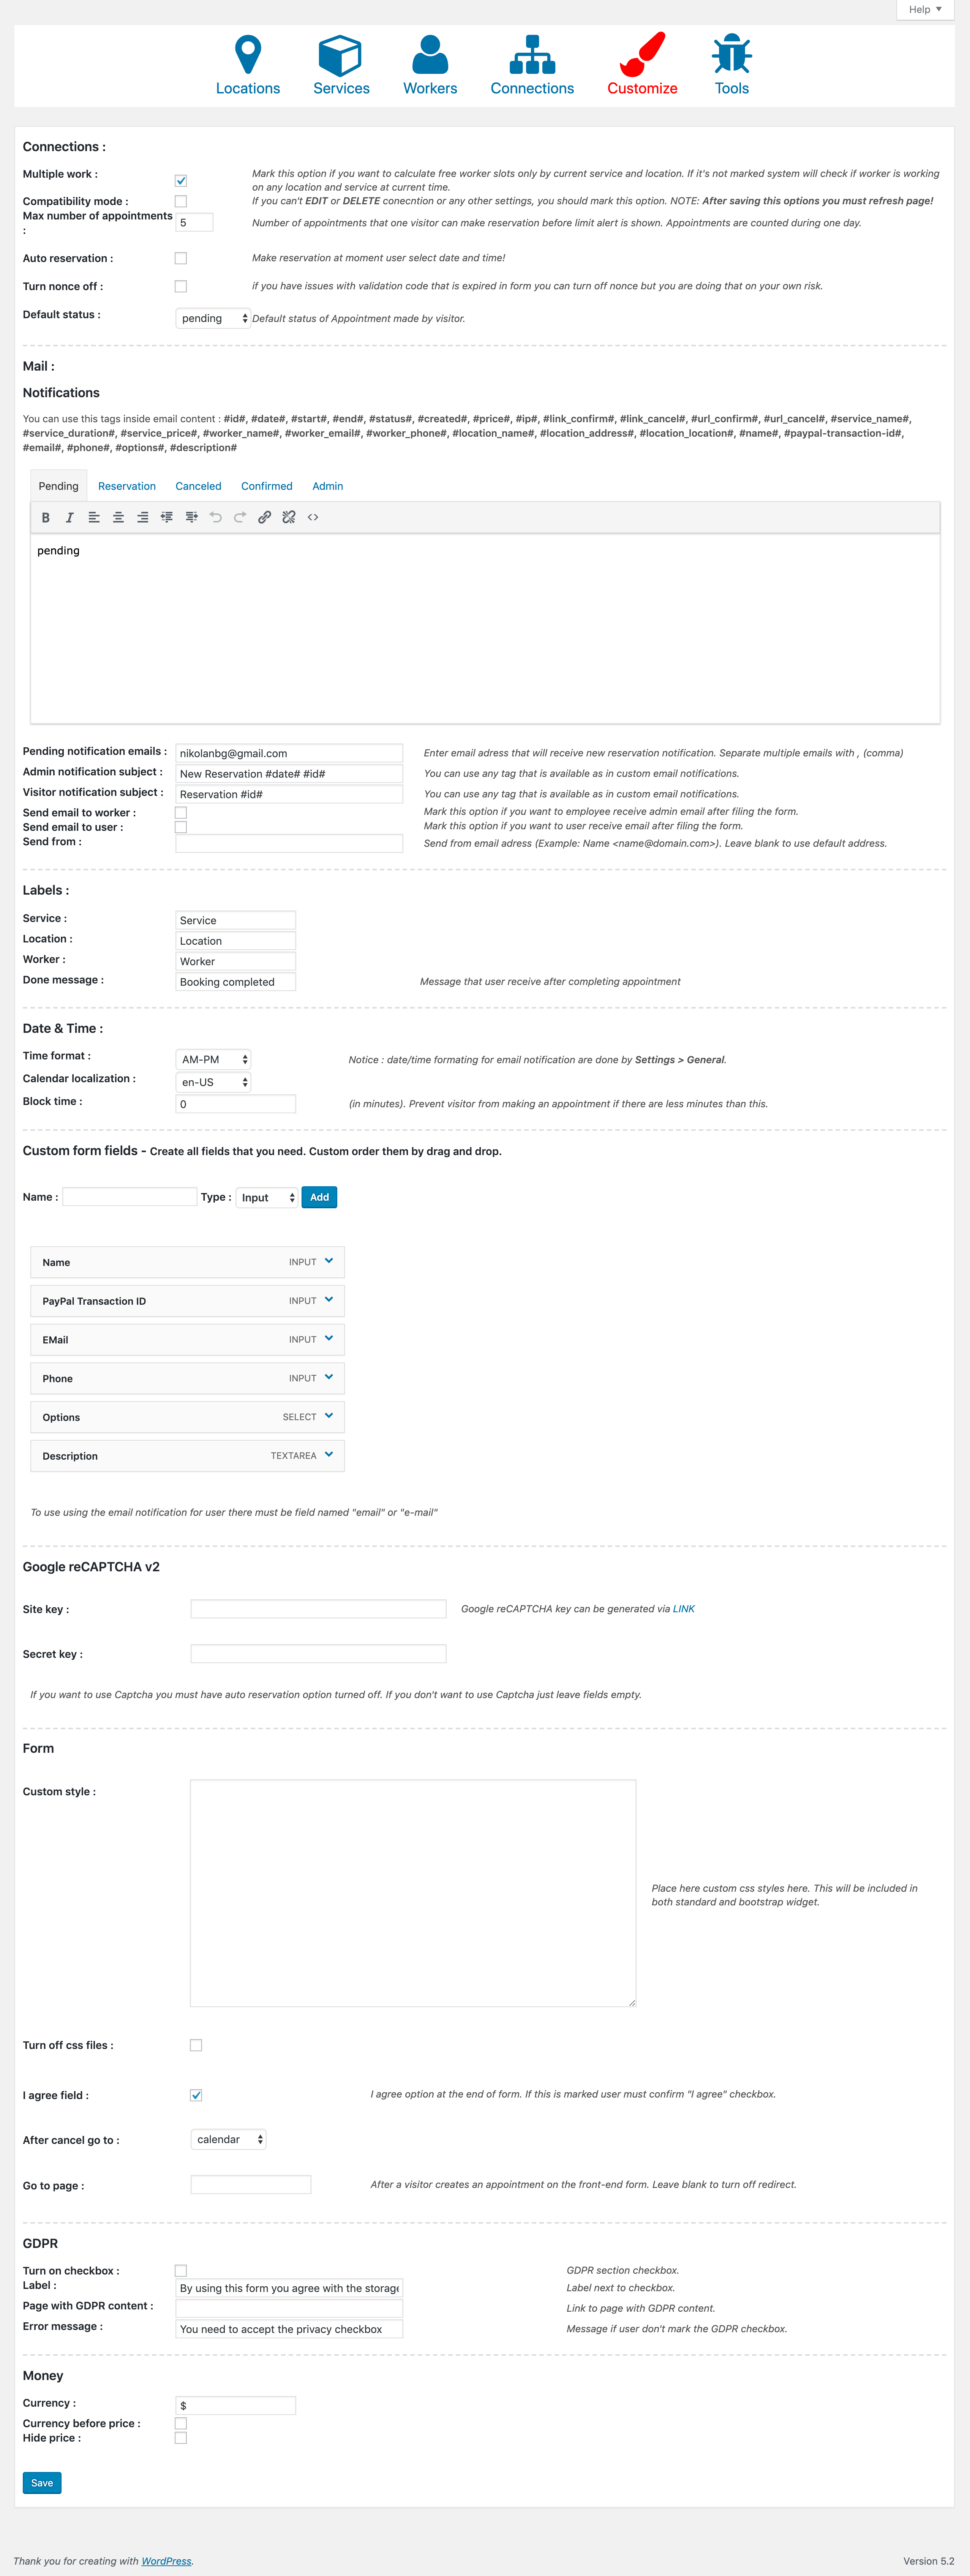 Help ▼
Locations Services Workers Connections Customize Tools
Connections :
Multiple work :
Mark this option if you want to calculate free worker slots only by current service and location. If it's not marked system will check if worker is working
on any location and service at current time.
Compatibility mode :
If you can't EDIT or DELETE conecntion or any other settings, you should mark this option. NOTE: After saving this options you must refresh page!
Max number of appointments
:
5
Number of appointments that one visitor can make reservation before limit alert is shown. Appointments are counted during one day.
Auto reservation :
Make reservation at moment user select date and time!
Turn nonce off :
if you have issues with validation code that is expired in form you can turn off nonce but you are doing that on your own risk.
Default status :
pending
Default status of Appointment made by visitor.
Mail :
Notifications
You can use this tags inside email content : #id#, #date#, #start#, #end#, #status#, #created#, #price#, #ip#, #link_confirm#, #link_cancel#, #url_confirm#, #url_cancel#, #service_name#,
#service_duration#, #service_price#, #worker_name#, #worker_email#, #worker_phone#, #location_name#, #location_address#, #location_location#, #name#, #paypal-transaction-id#,
#email#, #phone#, #options#, #description#
Pending Reservation Canceled Confirmed Admin
B I
pending
Pending notification emails :
nikolanbg@gmail.com
Enter email adress that will receive new reservation notification. Separate multiple emails with , (comma)
Admin notification subject :
New Reservation #date# #id#
You can use any tag that is available as in custom email notifications.
Visitor notification subject :
Reservation #id#
You can use any tag that is available as in custom email notifications.
Send email to worker :
Mark this option if you want to employee receive admin email after filing the form.
Send email to user :
Mark this option if you want to user receive email after filing the form.
Send from :
Send from email adress (Example: Name <name@domain.com>). Leave blank to use default address.
Labels :
Service :
Service
Location :
Location
Worker :
Worker
Done message :
Booking completed
Message that user receive after completing appointment
Date & Time :
Time format :
AM-PM
Notice : date/time formating for email notification are done by Settings > General.
Calendar localization :
en-US
Block time :
0
(in minutes). Prevent visitor from making an appointment if there are less minutes than this.
Custom form fields - Create all fields that you need. Custom order them by drag and drop.
Name : Type : Input Add
Name INPUT
PayPal Transaction ID INPUT
EMail INPUT
Phone INPUT
Options SELECT
Description TEXTAREA
To use using the email notification for user there must be field named "email" or "e-mail"
Google reCAPTCHA v2
Site key :
Google reCAPTCHA key can be generated via LINK
Secret key :
If you want to use Captcha you must have auto reservation option turned off. If you don't want to use Captcha just leave fields empty.
Form
Custom style :
Place here custom css styles here. This will be included in
both standard and bootstrap widget.
Turn off css files :
I agree field :
I agree option at the end of form. If this is marked user must confirm "I agree" checkbox.
After cancel go to :
calendar
Go to page :
After a visitor creates an appointment on the front-end form. Leave blank to turn off redirect.
GDPR
Turn on checkbox :
GDPR section checkbox.
Label :
By using this form you agree with the storage
Label next to checkbox.
Page with GDPR content :
Link to page with GDPR content.
Error message :
You need to accept the privacy checkbox
Message if user don't mark the GDPR checkbox.
Money
Currency :
$
Currency before price :
Hide price :
Save
Thank you for creating with WordPress.
Version 5.2